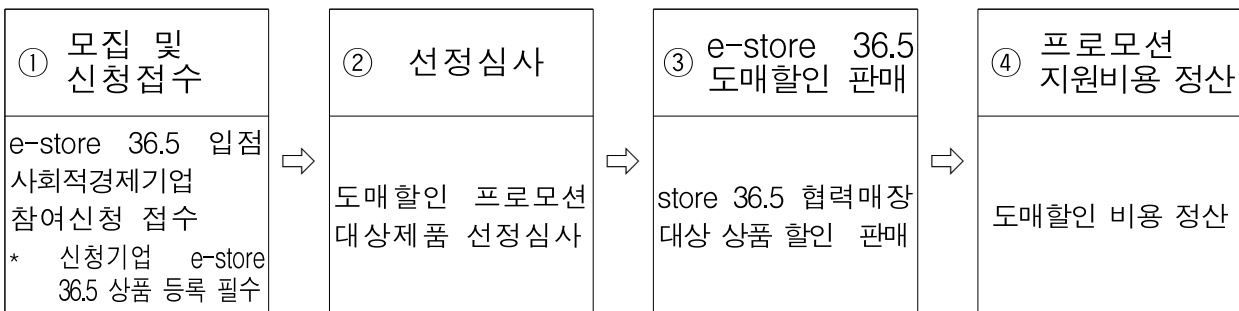 ① 모집 및
신청접수
e-store 36.5 입점
사회적경제기업
참여신청 접수
* 신청기업 e-store
36.5 상품 등록 필수
② 선정심사
도매할인 프로모션
대상제품 선정심사
③ e-store 36.5
도매할인 판매
store 36.5 협력매장
대상 상품 할인 판매
④ 프로모션
지원비용 정산
도매할인 비용 정산